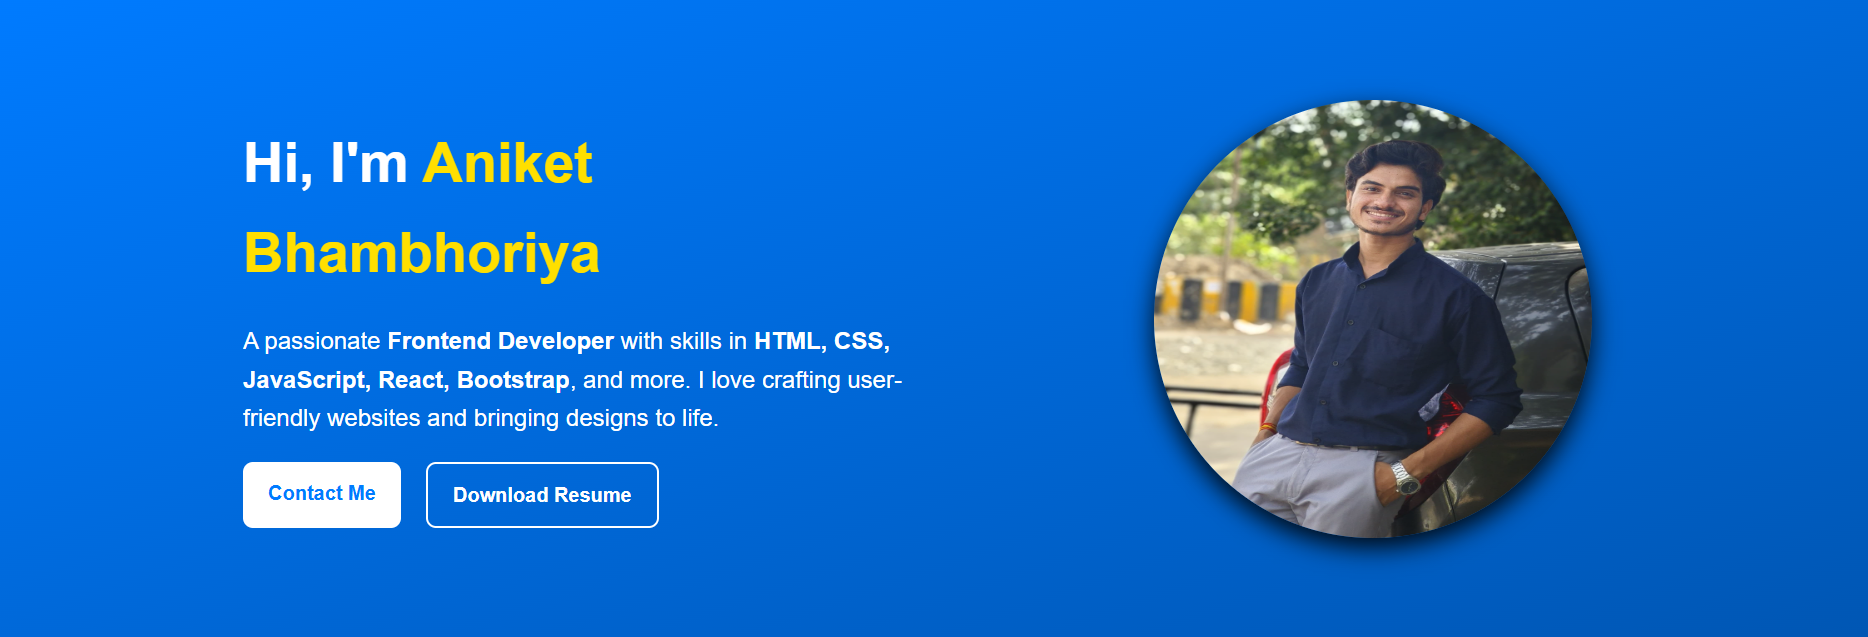 Hi, I'm Aniket
Bhambhoriya
A passionate Frontend Developer with skills in HTML, CSS,
JavaScript, React, Bootstrap, and more. I love crafting user-
friendly websites and bringing designs to life.
Contact Me
Download Resume